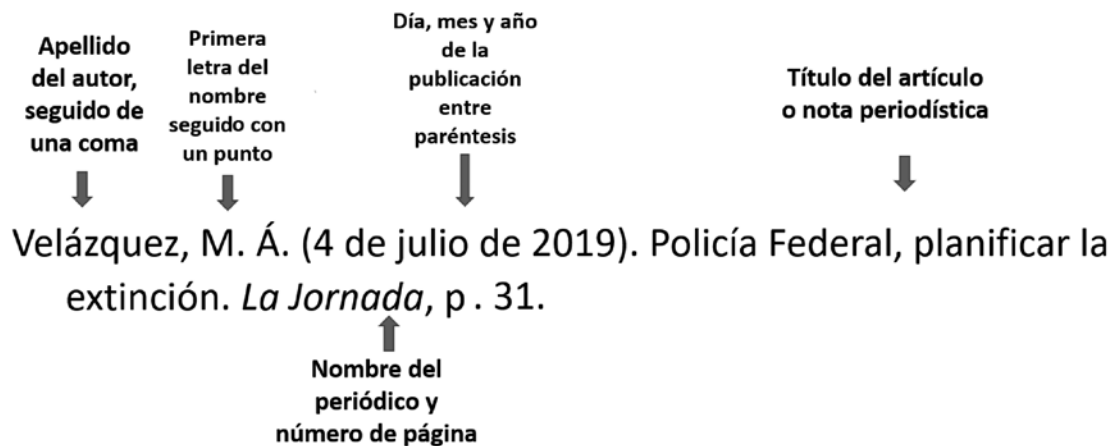 Apellido
del autor,
seguido de
una coma
Primera
letra del
nombre
seguido con
un punto
Día, mes y año
de la
publicación
entre
paréntesis
Título del artículo
o nota periodística
Velázquez, M. Á. (4 de julio de 2019). Policía Federal, planificar la
extinción. La Jornada, p . 31.
Nombre del
periódico y
número de página